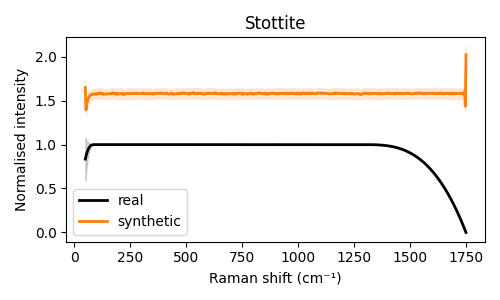 Stottite
Normalised intensity
2.0
1.5
1.0
0.5
0.0
real
synthetic
0 250 500 750 1000 1250 1500 1750
Raman shift (cm⁻¹)